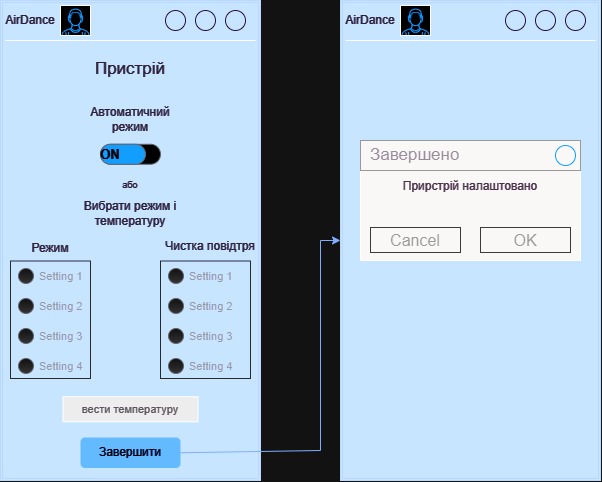 AirDance
Пристрій
Автоматичний
режим
ON
або
Вибрати режим і
температуру
Режим
Setting 1
Setting 2
Setting 3
Setting 4
Чистка повідтря
Setting 1
Setting 2
Setting 3
Setting 4
вести температуру
Завершити
AirDance
Завершено
Прирстрій налаштовано
Cancel
OK